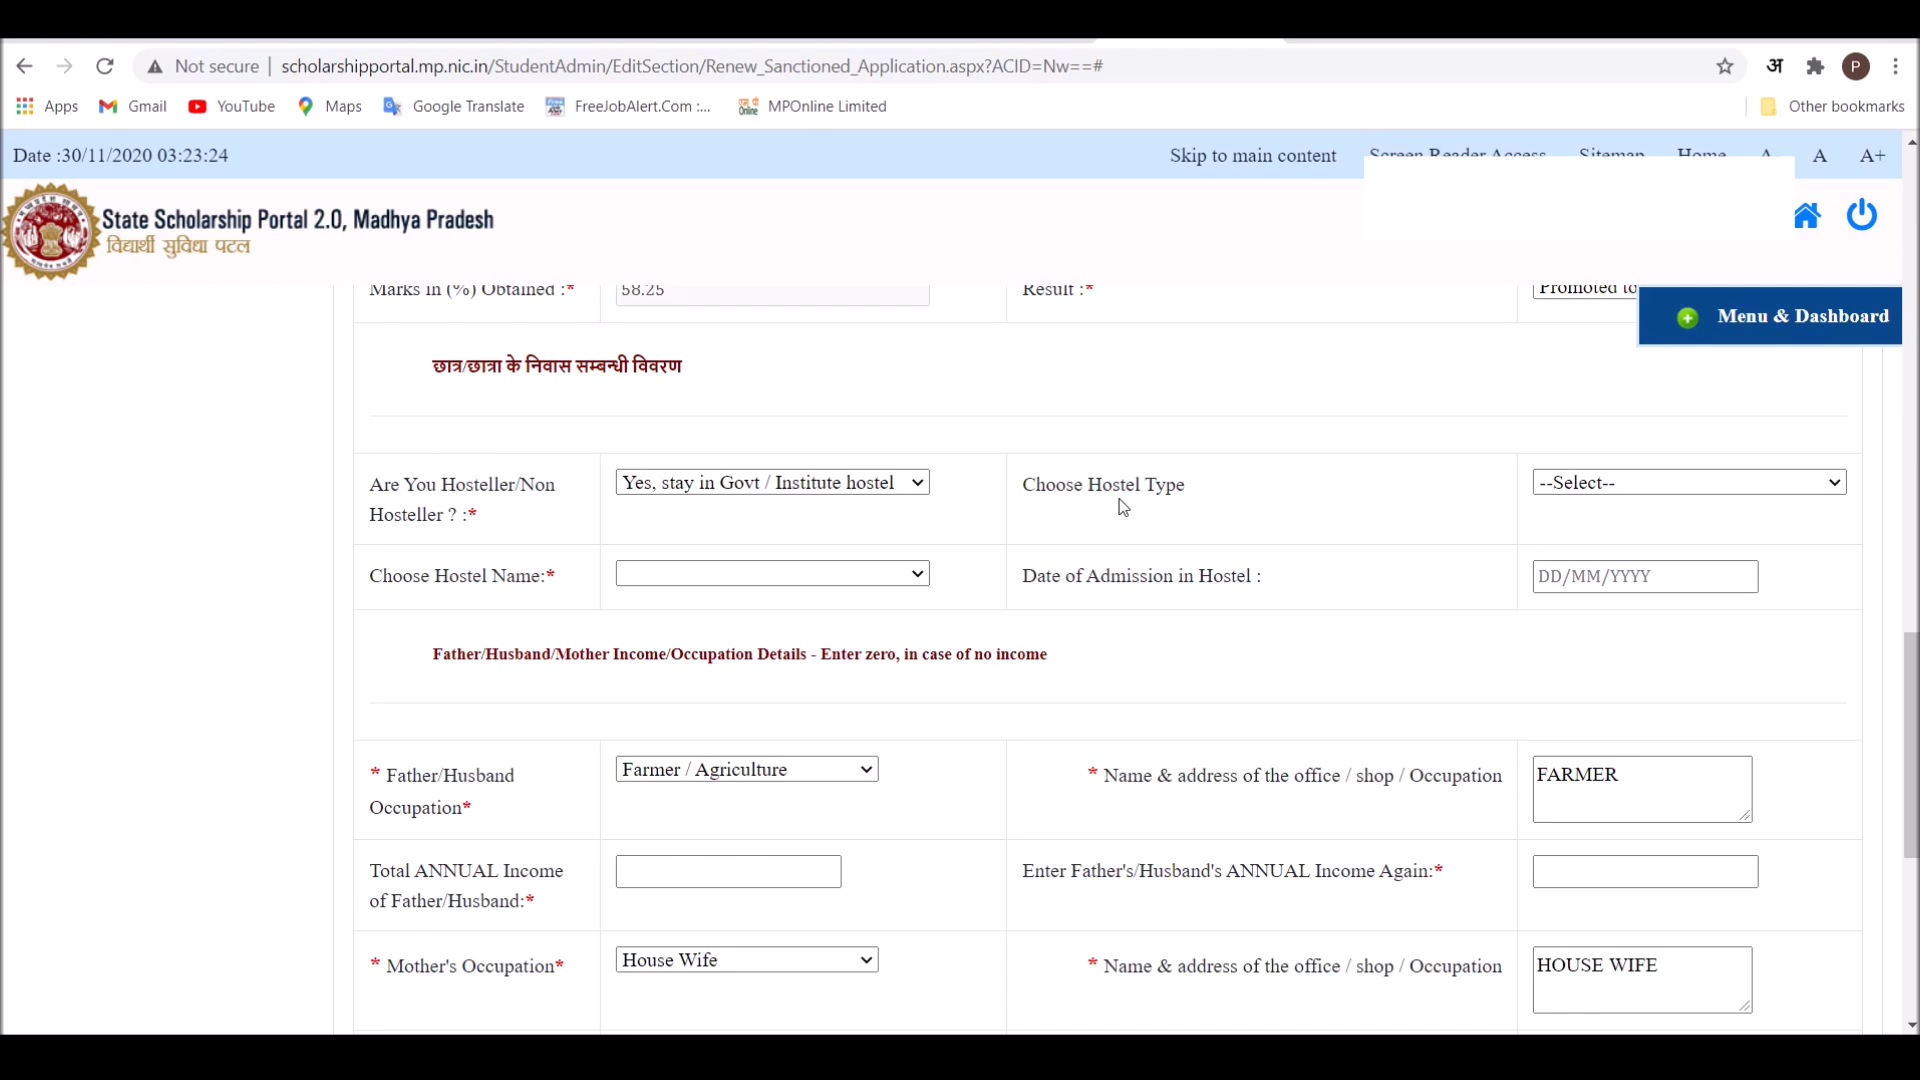 Not secure | scholarshipportal.mp.nic.in/StudentAdmin/EditSection/Renew_Sanctioned_Application.aspx?ACID=Nw==#
अ P
Apps Gmail YouTube Maps Google Translate FreeJobAlert.Com :... MPOnline Limited Other bookmarks
Date :30/11/2020 03:23:24 Skip to main content Screen Reader Access Sitemap Home A A A+
State Scholarship Portal 2.0, Madhya Pradesh
विद्यार्थी सुविधा पटल
Menu & Dashboard
Marks in (%) Obtained :* 58.25 Result :* Promoted to
छात्र/छात्रा के निवास सम्बन्धी विवरण
Are You Hosteller/Non Yes, stay in Govt / Institute hostel Choose Hostel Type --Select--
Hosteller ? :*
Choose Hostel Name:* Date of Admission in Hostel : DD/MM/YYYY
Father/Husband/Mother Income/Occupation Details - Enter zero, in case of no income
* Father/Husband Farmer / Agriculture * Name & address of the office / shop / Occupation FARMER
Occupation*
Total ANNUAL Income Enter Father's/Husband's ANNUAL Income Again:*
of Father/Husband:*
* Mother's Occupation* House Wife * Name & address of the office / shop / Occupation HOUSE WIFE